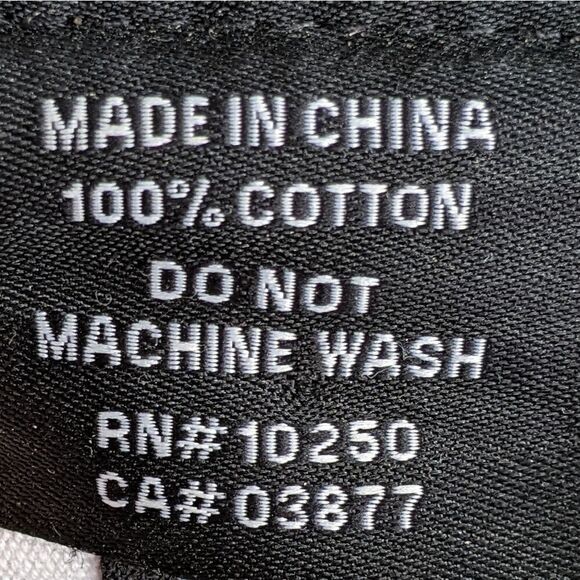 MADE IN CHINA
100% COTTON
DO NOT
MACHINE WASH
RN# 10250
CA# 03877